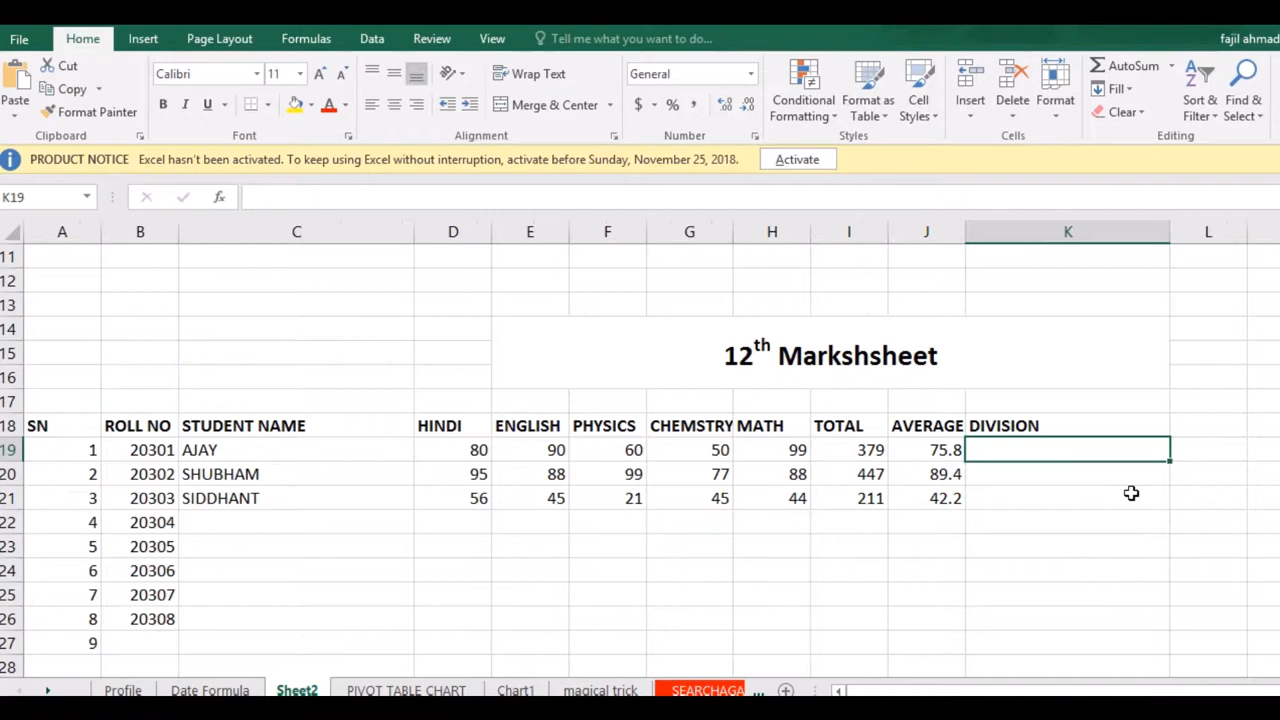 File Home Insert Page Layout Formulas Data Review View Tell me what you want to do... fajil ahmad
Cut
Copy
Format Painter
Paste
Clipboard
Calibri 11 A A
B I U A
Font
Wrap Text
Merge & Center
Alignment
General
$ % , .0 .00
Number
Conditional Formatting
Format as Table
Cell Styles
Styles
Insert Delete Format
Cells
AutoSum
Fill
Clear
Sort & Filter
Find & Select
Editing
PRODUCT NOTICE Excel hasn't been activated. To keep using Excel without interruption, activate before Sunday, November 25, 2018. Activate
K19 fx
A B C D E F G H I J K L
11
12
13
14
15 12th Markshsheet
16
17
18 SN ROLL NO STUDENT NAME HINDI ENGLISH PHYSICS CHEMSTRY MATH TOTAL AVERAGE DIVISION
19 1 20301 AJAY 80 90 60 50 99 379 75.8
20 2 20302 SHUBHAM 95 88 99 77 88 447 89.4
21 3 20303 SIDDHANT 56 45 21 45 44 211 42.2
22 4 20304
23 5 20305
24 6 20306
25 7 20307
26 8 20308
27 9
28
Profile Date Formula Sheet2 PIVOT TABLE CHART Chart1 magical trick SEARCHAGA ...